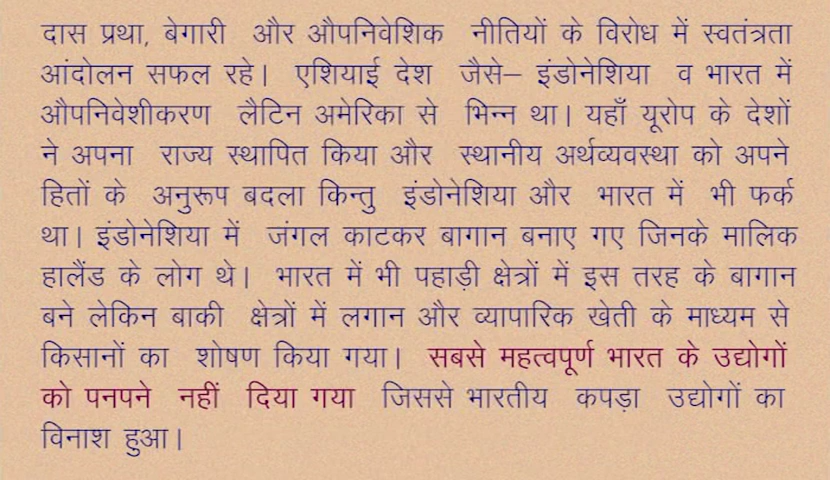 दास प्रथा, बेगारी और औपनिवेशिक नीतियों के विरोध में स्वतंत्रता
आंदोलन सफल रहे। एशियाई देश जैसे– इंडोनेशिया व भारत में
औपनिवेशीकरण लैटिन अमेरिका से भिन्न था। यहाँ यूरोप के देशों
ने अपना राज्य स्थापित किया और स्थानीय अर्थव्यवस्था को अपने
हितों के अनुरूप बदला किन्तु इंडोनेशिया और भारत में भी फर्क
था। इंडोनेशिया में जंगल काटकर बागान बनाए गए जिनके मालिक
हालैंड के लोग थे। भारत में भी पहाड़ी क्षेत्रों में इस तरह के बागान
बने लेकिन बाकी क्षेत्रों में लगान और व्यापारिक खेती के माध्यम से
किसानों का शोषण किया गया। सबसे महत्वपूर्ण भारत के उद्योगों
को पनपने नहीं दिया गया जिससे भारतीय कपड़ा उद्योगों का
विनाश हुआ।